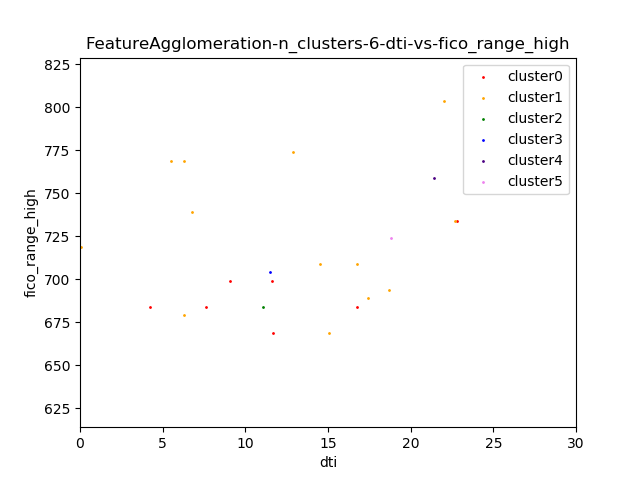 FeatureAgglomeration-n_clusters-6-dti-vs-fico_range_high
cluster0
cluster1
cluster2
cluster3
cluster4
cluster5
fico_range_high
825
800
775
750
725
700
675
650
625
0 5 10 15 20 25 30
dti